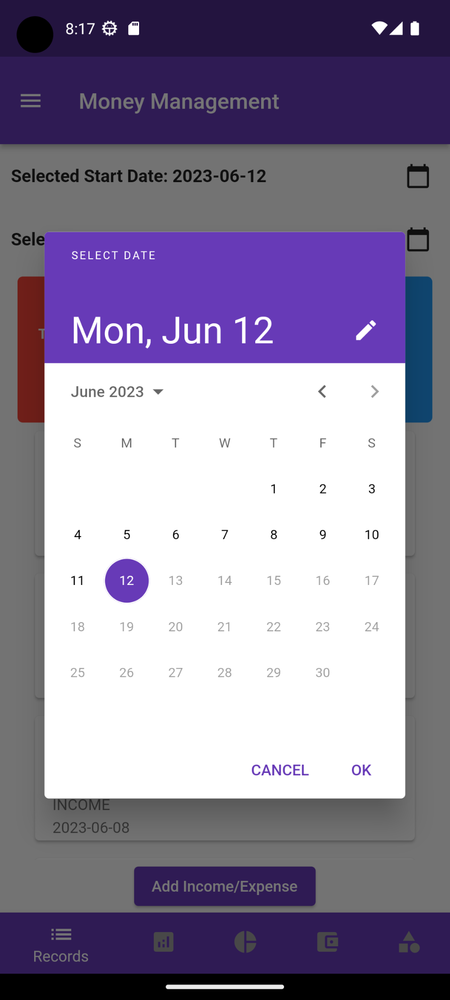 8:17
Money Management
Selected Start Date: 2023-06-12
Sele
SELECT DATE
T
Mon, Jun 12
June 2023
S M T W T F S
1 2 3
4 5 6 7 8 9 10
11 12 13 14 15 16 17
18 19 20 21 22 23 24
25 26 27 28 29 30
CANCEL OK
INCOME
2023-06-08
Add Income/Expense
Records